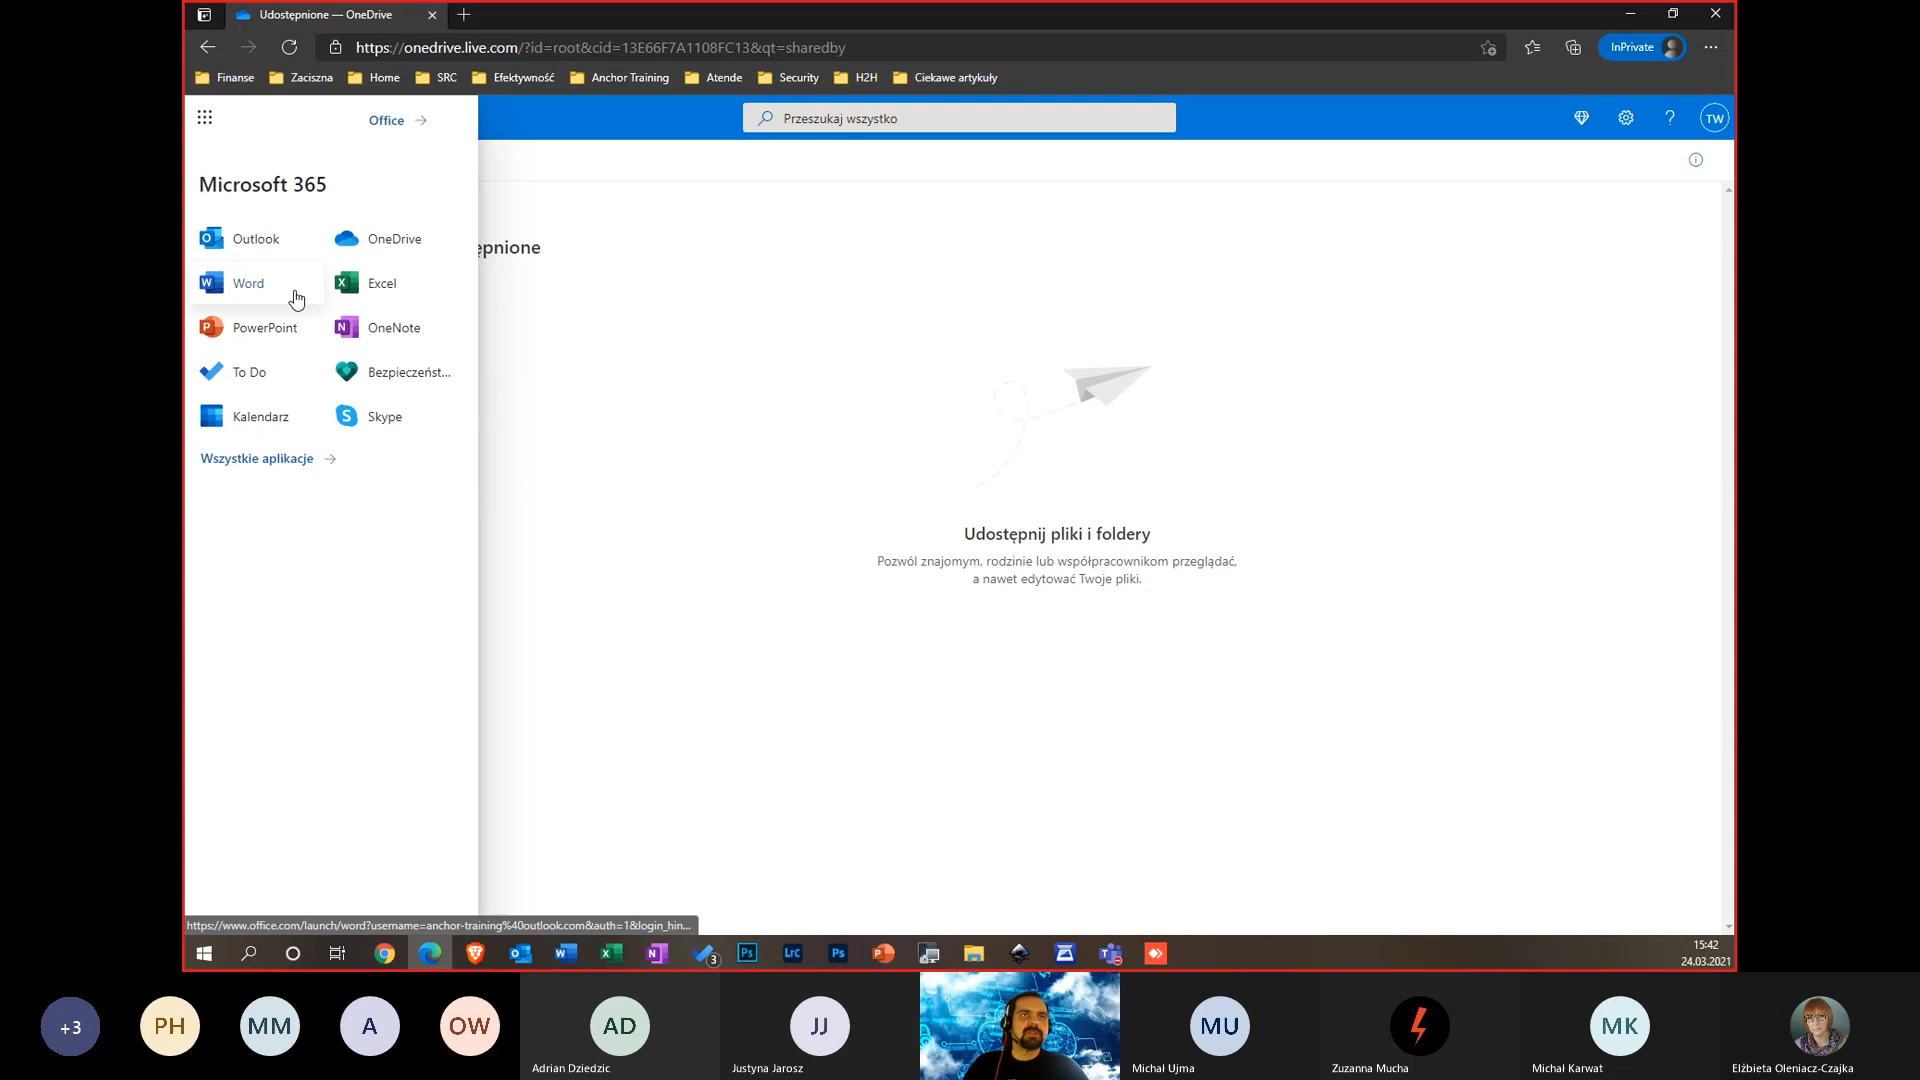 Udostępnione — OneDrive
https://onedrive.live.com/?id=root&cid=13E66F7A1108FC13&qt=sharedby
InPrivate
Finanse Zaciszna Home SRC Efektywność Anchor Training Atende Security H2H Ciekawe artykuły
Office
Przeszukaj wszystko
TW
Microsoft 365
Outlook OneDrive
ępnione
Word Excel
PowerPoint OneNote
To Do Bezpieczeńst...
Kalendarz Skype
Wszystkie aplikacje
Udostępnij pliki i foldery
Pozwól znajomym, rodzinie lub współpracownikom przeglądać,
a nawet edytować Twoje pliki.
https://www.office.com/launch/word?username=anchor-training%40outlook.com&auth=1&login_hin...
3
15:42
24.03.2021
+3 PH MM A OW AD JJ MU MK
Adrian Dziedzic Justyna Jarosz Michał Ujma Zuzanna Mucha Michał Karwat Elżbieta Oleniacz-Czajka